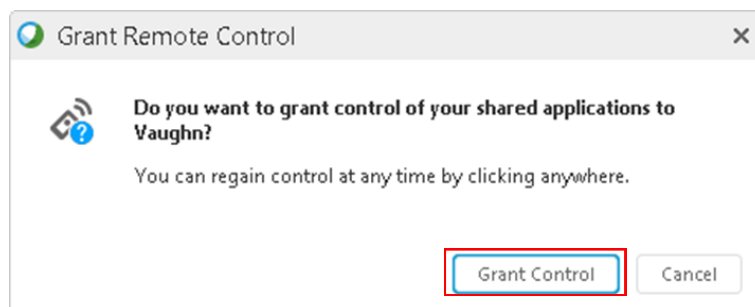 Grant Remote Control
Do you want to grant control of your shared applications to
Vaughn?
You can regain control at any time by clicking anywhere.
Grant Control
Cancel